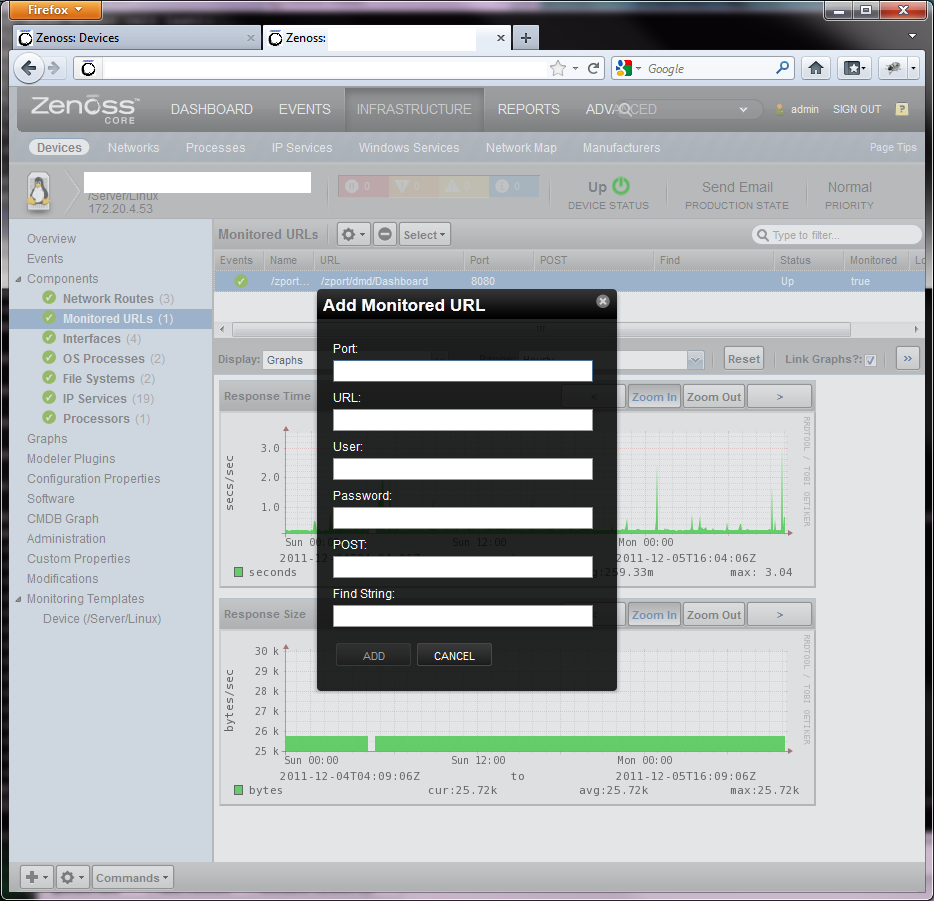 Firefox
Zenoss: Devices
Zenoss:
Google
Zenoss™
CORE
DASHBOARD EVENTS INFRASTRUCTURE REPORTS ADVANCED
admin SIGN OUT ?
Devices Networks Processes IP Services Windows Services Network Map Manufacturers Page Tips
/Server/Linux
172.20.4.53
0 0 0 0
Up
DEVICE STATUS
Send Email
PRODUCTION STATE
Normal
PRIORITY
Overview
Events
Components
Network Routes (3)
Monitored URLs (1)
Interfaces (4)
OS Processes (2)
File Systems (2)
IP Services (19)
Processors (1)
Graphs
Modeler Plugins
Configuration Properties
Software
CMDB Graph
Administration
Custom Properties
Modifications
Monitoring Templates
Device (/Server/Linux)
Monitored URLs
Select
Type to filter...
Events Name URL Port POST Find Status Monitored Lo
/zport... /zport/dmd/Dashboard 8080 Up true
Display: Graphs
Reset Link Graphs?: »
Add Monitored URL
Port:
URL:
User:
Password:
POST:
Find String:
ADD CANCEL
Response Time
< Zoom In Zoom Out >
secs/sec
3.0
2.0
1.0
Sun 00:00 Sun 12:00 Mon 00:00
2011-12-05T16:04:06Z
seconds
259.33m max: 3.04
RRDTOOL / TOBI OETIKER
Response Size
Zoom In Zoom Out >
bytes/sec
30 k
29 k
28 k
27 k
26 k
25 k
Sun 00:00 Sun 12:00 Mon 00:00
2011-12-04T04:09:06Z to 2011-12-05T16:09:06Z
bytes cur:25.72k avg:25.72k max:25.72k
RRDTOOL / TOBI OETIKER
Commands